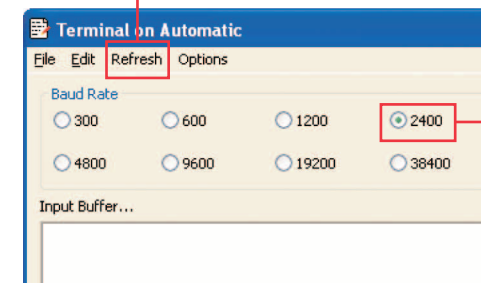 Terminal on Automatic
File Edit Refresh Options
Baud Rate
300 600 1200 2400
4800 9600 19200 38400
Input Buffer...